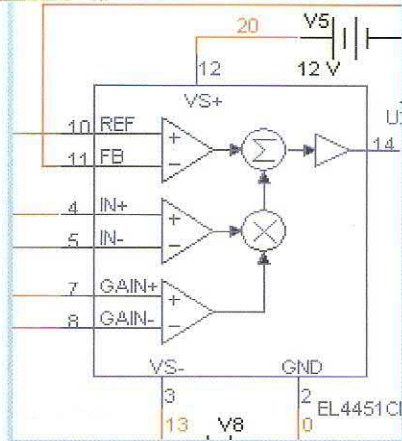 20 V5
12 12 V
VS+
10 REF
11 FB
14
4 IN+
5 IN-
7 GAIN+
8 GAIN-
VS- GND
3 2
13 V8 0